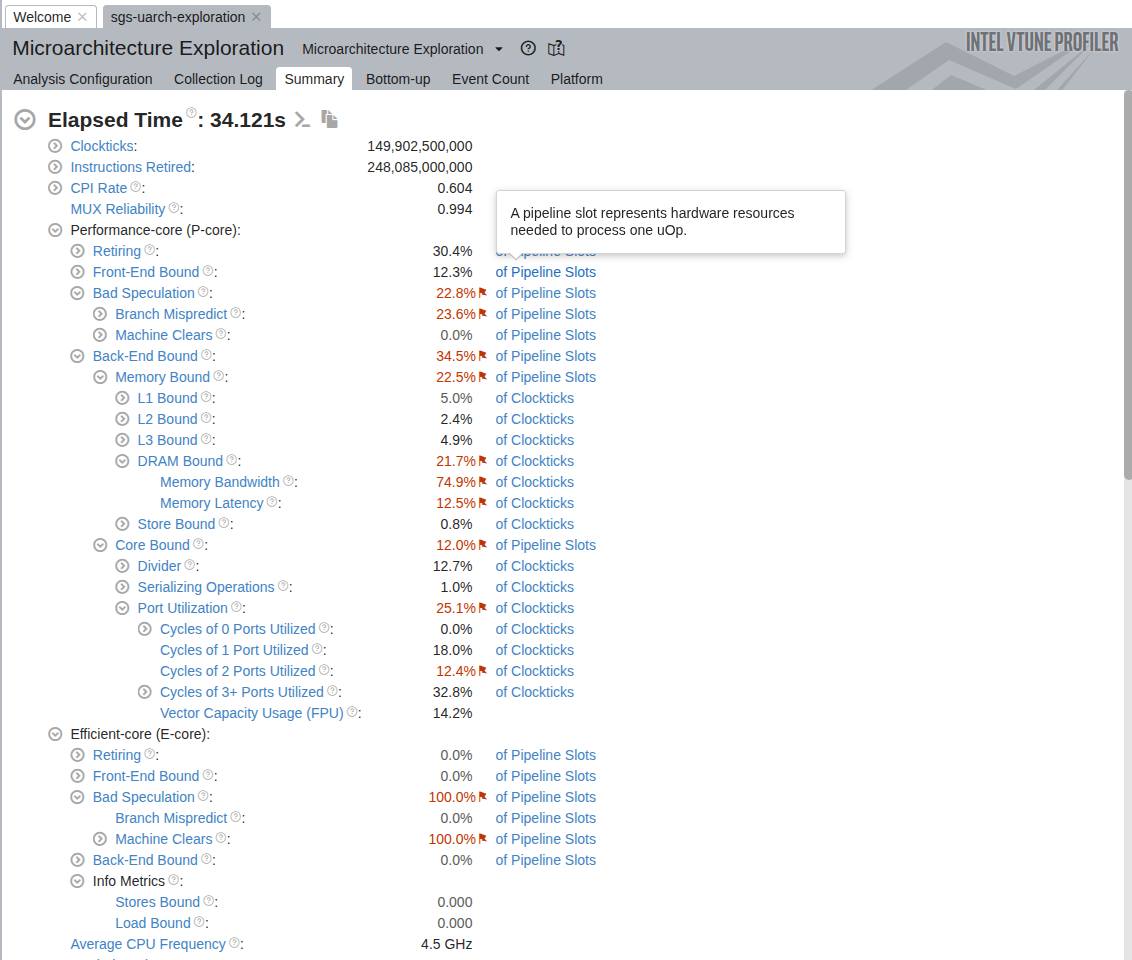 Welcome
sgs-uarch-exploration
Microarchitecture Exploration Microarchitecture Exploration
INTEL VTUNE PROFILER
Analysis Configuration Collection Log Summary Bottom-up Event Count Platform
Elapsed Time: 34.121s
Clockticks: 149,902,500,000
Instructions Retired: 248,085,000,000
CPI Rate: 0.604
MUX Reliability: 0.994
A pipeline slot represents hardware resources
needed to process one uOp.
Performance-core (P-core):
Retiring: 30.4% of Pipeline Slots
Front-End Bound: 12.3% of Pipeline Slots
Bad Speculation: 22.8% of Pipeline Slots
Branch Mispredict: 23.6% of Pipeline Slots
Machine Clears: 0.0% of Pipeline Slots
Back-End Bound: 34.5% of Pipeline Slots
Memory Bound: 22.5% of Pipeline Slots
L1 Bound: 5.0% of Clockticks
L2 Bound: 2.4% of Clockticks
L3 Bound: 4.9% of Clockticks
DRAM Bound: 21.7% of Clockticks
Memory Bandwidth: 74.9% of Clockticks
Memory Latency: 12.5% of Clockticks
Store Bound: 0.8% of Clockticks
Core Bound: 12.0% of Pipeline Slots
Divider: 12.7% of Clockticks
Serializing Operations: 1.0% of Clockticks
Port Utilization: 25.1% of Clockticks
Cycles of 0 Ports Utilized: 0.0% of Clockticks
Cycles of 1 Port Utilized: 18.0% of Clockticks
Cycles of 2 Ports Utilized: 12.4% of Clockticks
Cycles of 3+ Ports Utilized: 32.8% of Clockticks
Vector Capacity Usage (FPU): 14.2%
Efficient-core (E-core):
Retiring: 0.0% of Pipeline Slots
Front-End Bound: 0.0% of Pipeline Slots
Bad Speculation: 100.0% of Pipeline Slots
Branch Mispredict: 0.0% of Pipeline Slots
Machine Clears: 100.0% of Pipeline Slots
Back-End Bound: 0.0% of Pipeline Slots
Info Metrics:
Stores Bound: 0.000
Load Bound: 0.000
Average CPU Frequency: 4.5 GHz